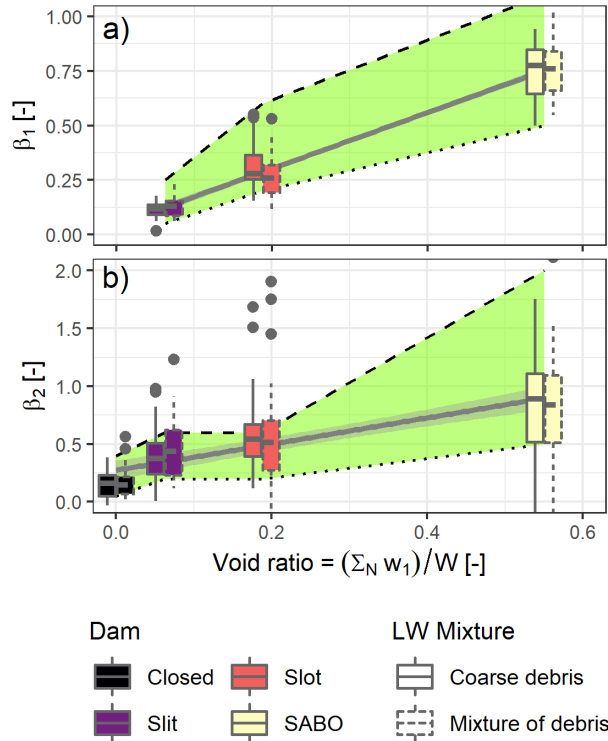 a)
β1 [-]
1.00
0.75
0.50
0.25
0.00
b)
β2 [-]
2.0
1.5
1.0
0.5
0.0
0.0 0.2 0.4 0.6
Void ratio = (ΣN w1)/W [-]
Dam LW Mixture
Closed Slot Coarse debris
Slit SABO Mixture of debris